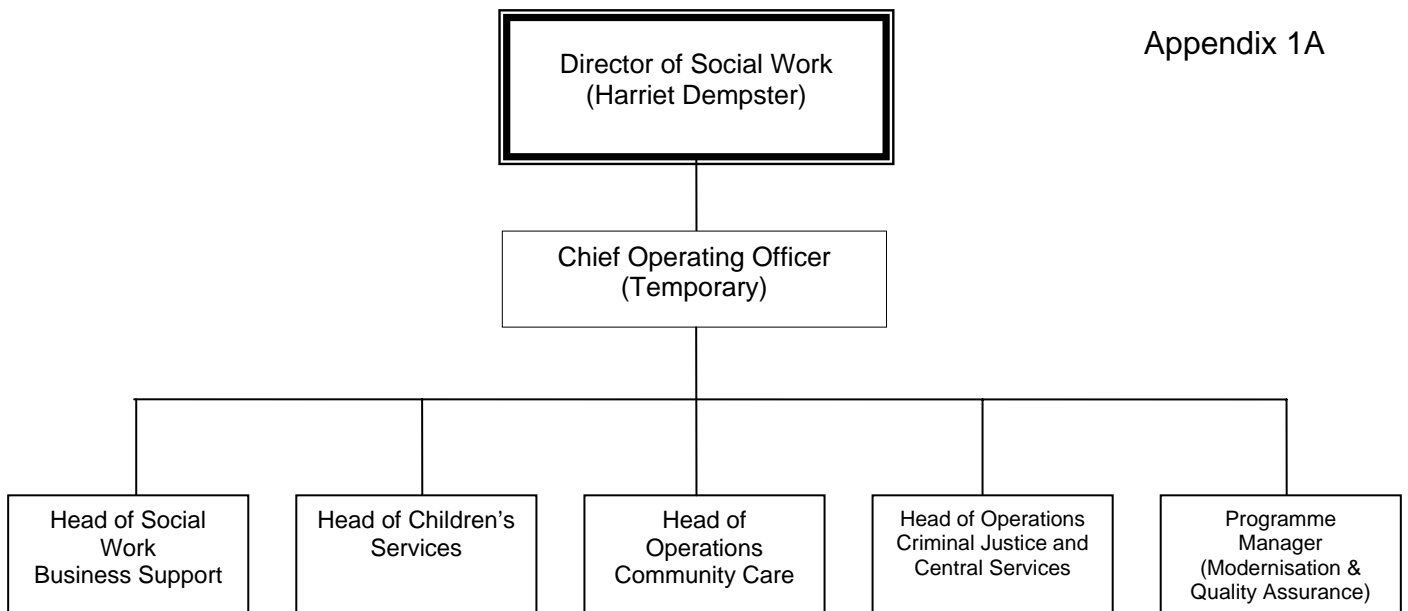 Appendix 1A
Director of Social Work
(Harriet Dempster)
Chief Operating Officer
(Temporary)
Head of Social
Work
Business Support
Head of Children's
Services
Head of
Operations
Community Care
Head of Operations
Criminal Justice and
Central Services
Programme
Manager
(Modernisation &
Quality Assurance)